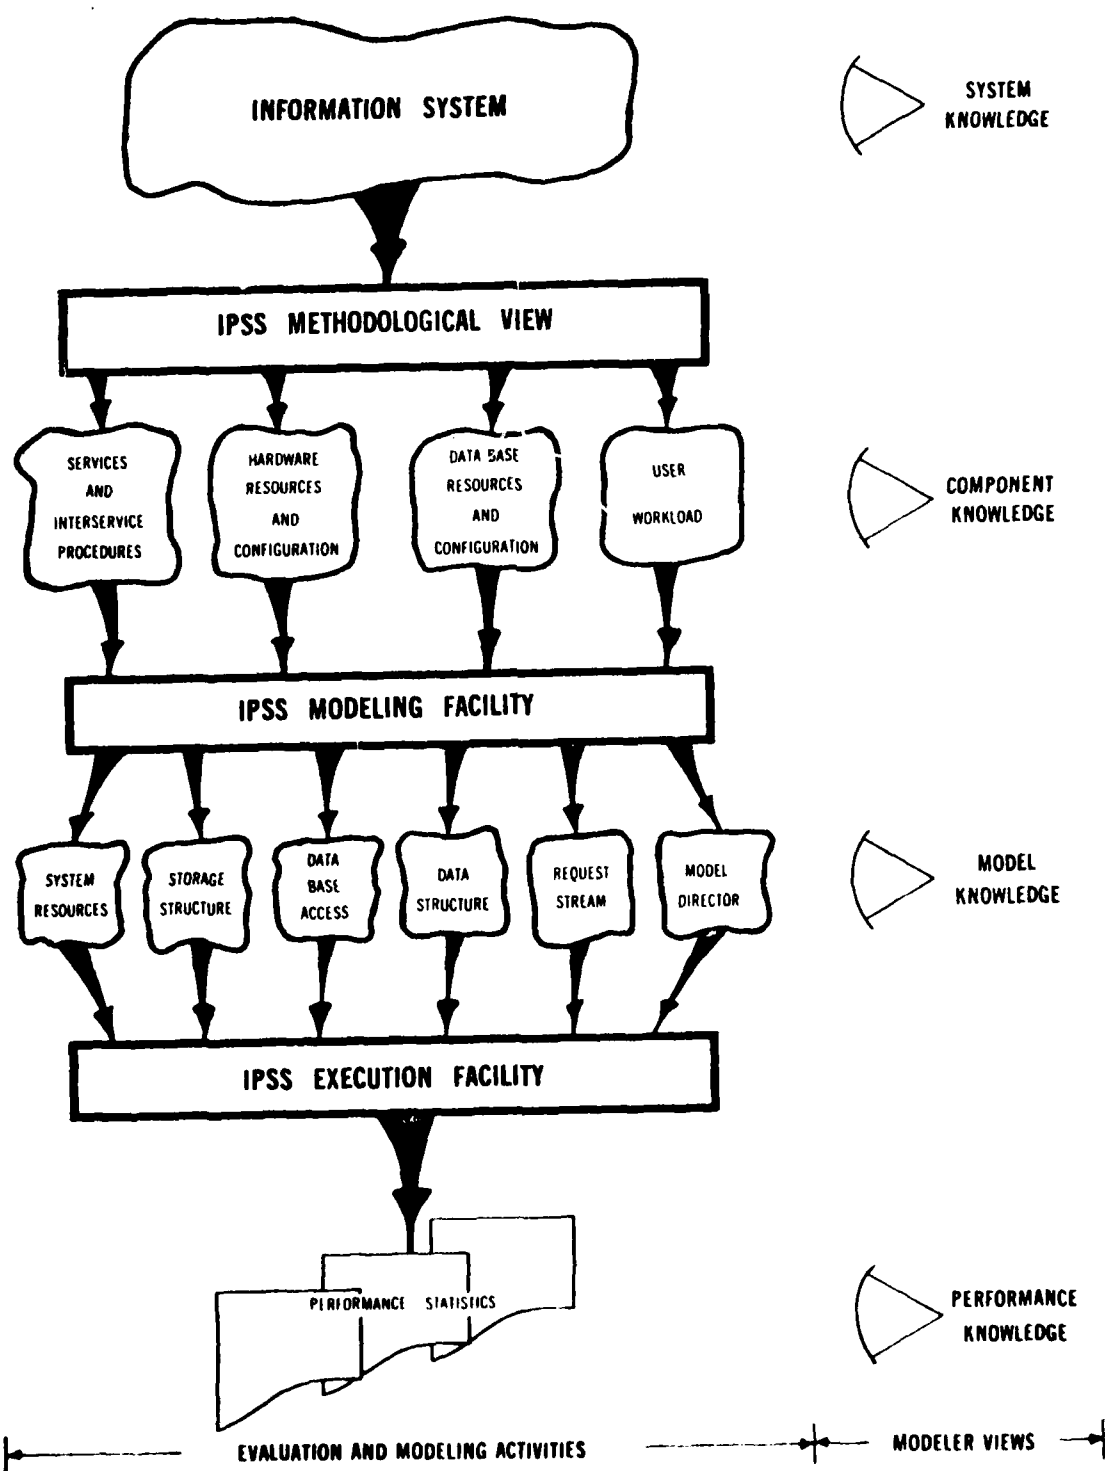 INFORMATION SYSTEM
SYSTEM
KNOWLEDGE
IPSS METHODOLOGICAL VIEW
SERVICES
AND
INTERSERVICE
PROCEDURES
HARDWARE
RESOURCES
AND
CONFIGURATION
DATA BASE
RESOURCES
AND
CONFIGURATION
USER
WORKLOAD
COMPONENT
KNOWLEDGE
IPSS MODELING FACILITY
SYSTEM
RESOURCES
STORAGE
STRUCTURE
DATA
BASE
ACCESS
DATA
STRUCTURE
REQUEST
STREAM
MODEL
DIRECTOR
MODEL
KNOWLEDGE
IPSS EXECUTION FACILITY
PERFORMANCE STATISTICS
PERFORMANCE
KNOWLEDGE
EVALUATION AND MODELING ACTIVITIES
MODELER VIEWS